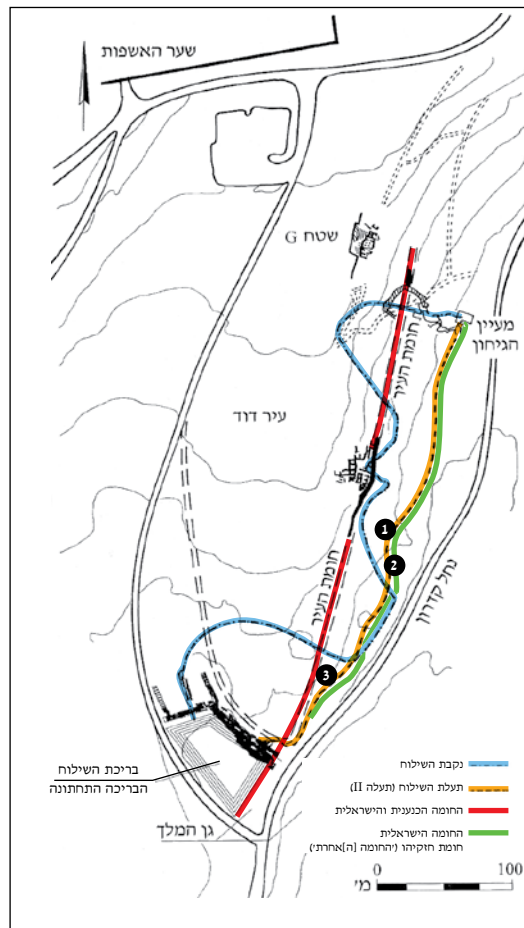 שער האשפות
שטח G
מעיין
הגיחון
חומת העיר
עיר דוד
1
2
נחל קדרון
חומת העיר
3
בריכת השילוח
הבריכה התחתונה
גן המלך
נקבת השילוח
תעלת השילוח (תעלה II)
החומה הכנענית והישראלית
החומה הישראלית
חומת חזקיהו ('החומה [ה]אחרת')
0 100
מ'